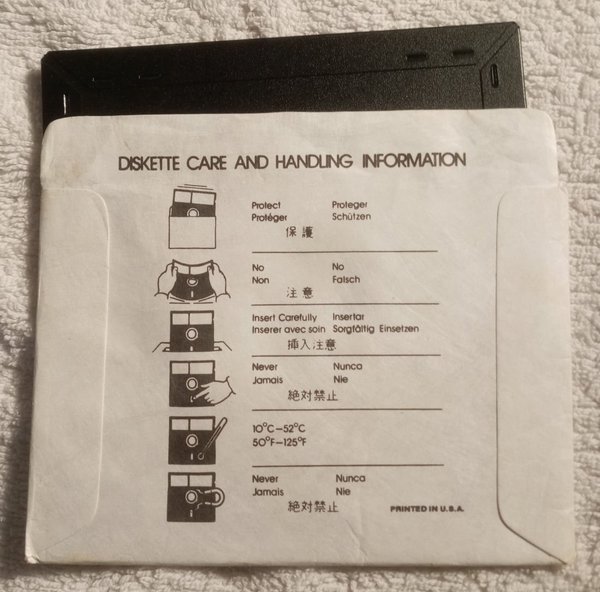 DISKETTE CARE AND HANDLING INFORMATION
Protect Proteger
Protéger Schützen
保護
No No
Non Falsch
注意
Insert Carefully Insertar
Inserer avec soin Sorgfältig Einsetzen
挿入注意
Never Nunca
Jamais Nie
絶対禁止
10°C–52°C
50°F–125°F
Never Nunca
Jamais Nie
絶対禁止
PRINTED IN U.S.A.